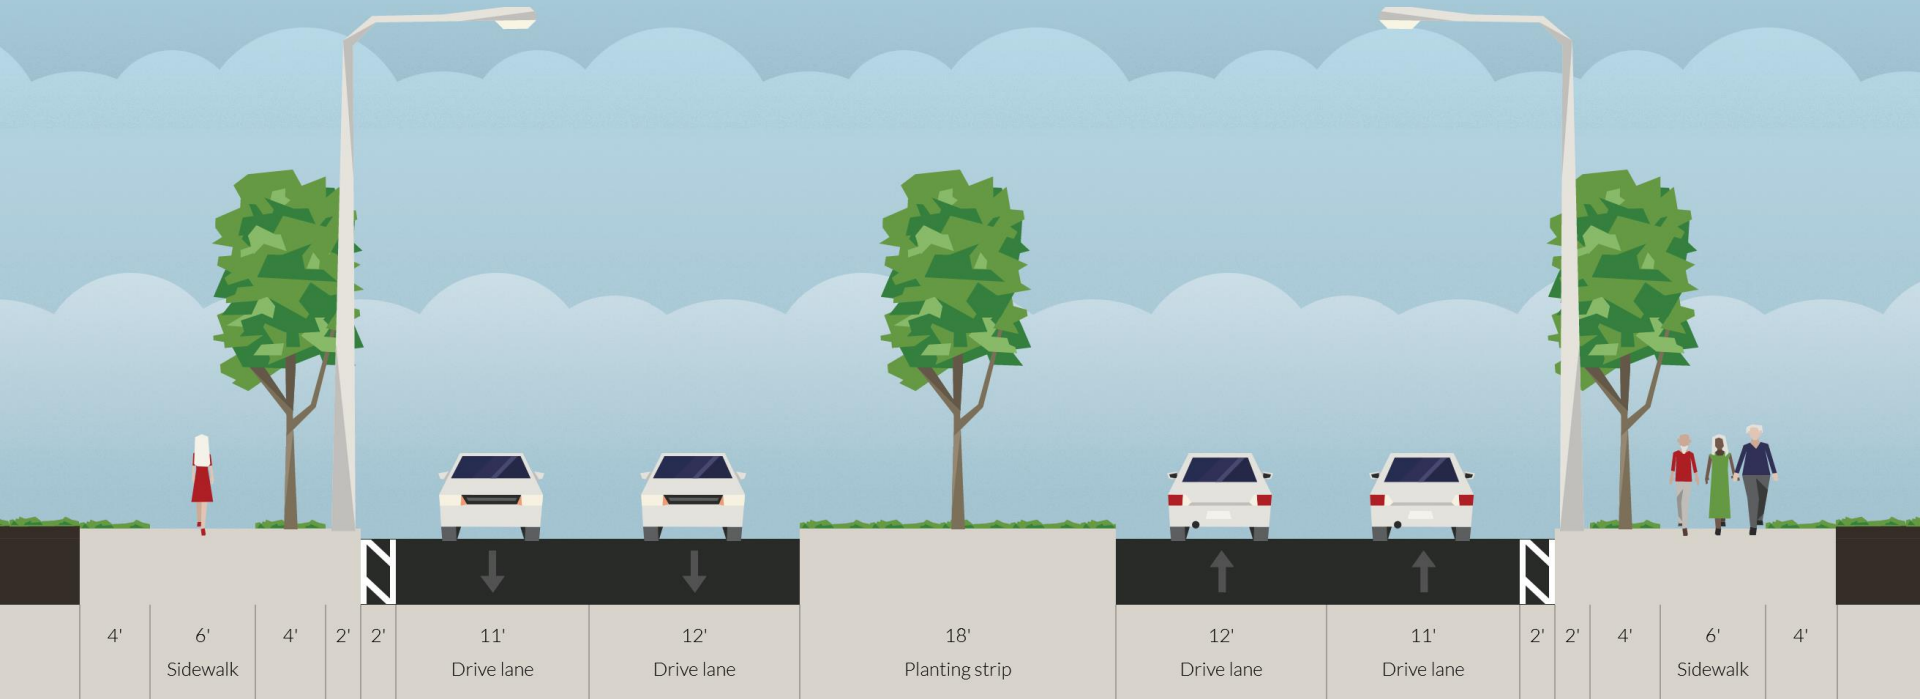 4' 6' 4' 2' 2' 11' 12' 18' 12' 11' 2' 2' 4' 6' 4'
Sidewalk Drive lane Drive lane Planting strip Drive lane Drive lane Sidewalk